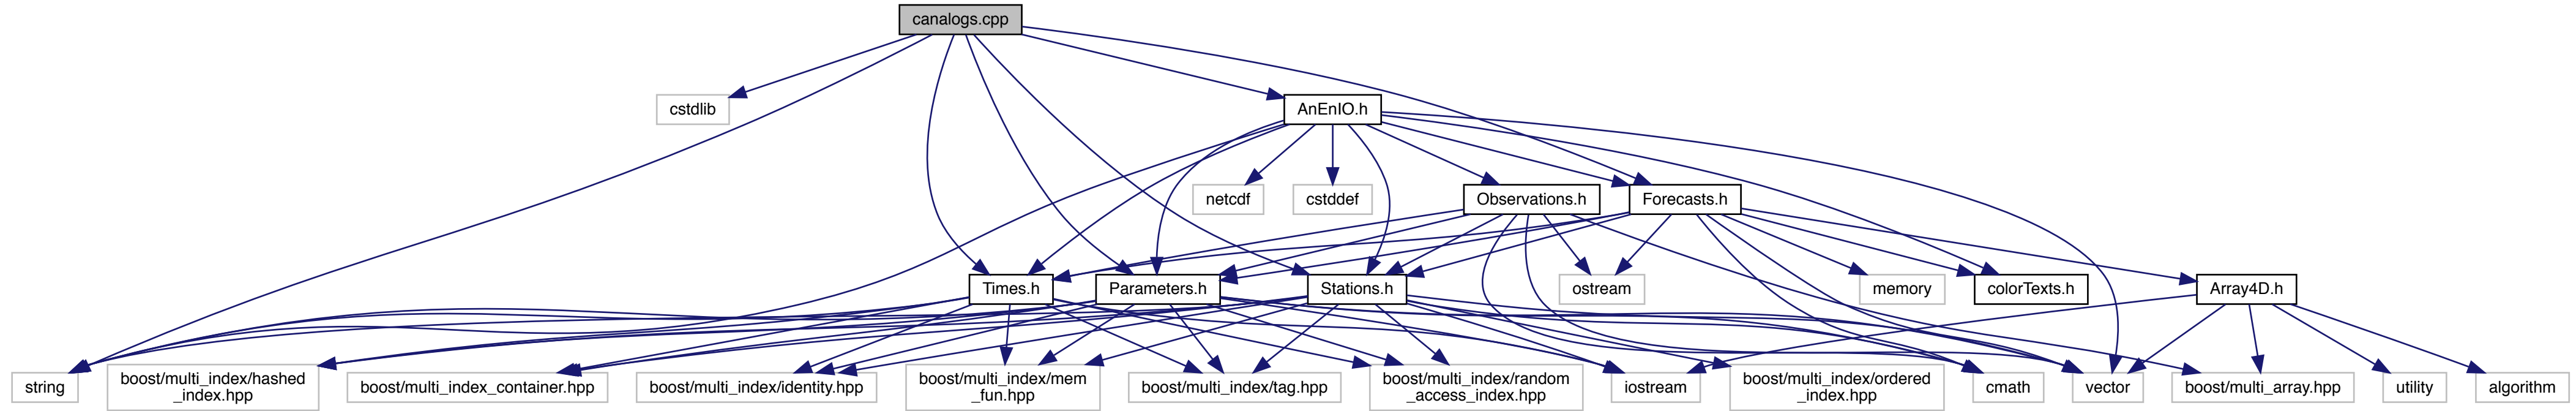 canalogs.cpp
cstdlib
AnEnIO.h
netcdf
cstddef
Observations.h
Forecasts.h
Times.h
Parameters.h
Stations.h
ostream
memory
colorTexts.h
Array4D.h
string
boost/multi_index/hashed
_index.hpp
boost/multi_index_container.hpp
boost/multi_index/identity.hpp
boost/multi_index/mem
_fun.hpp
boost/multi_index/tag.hpp
boost/multi_index/random
_access_index.hpp
iostream
boost/multi_index/ordered
_index.hpp
cmath
vector
boost/multi_array.hpp
utility
algorithm